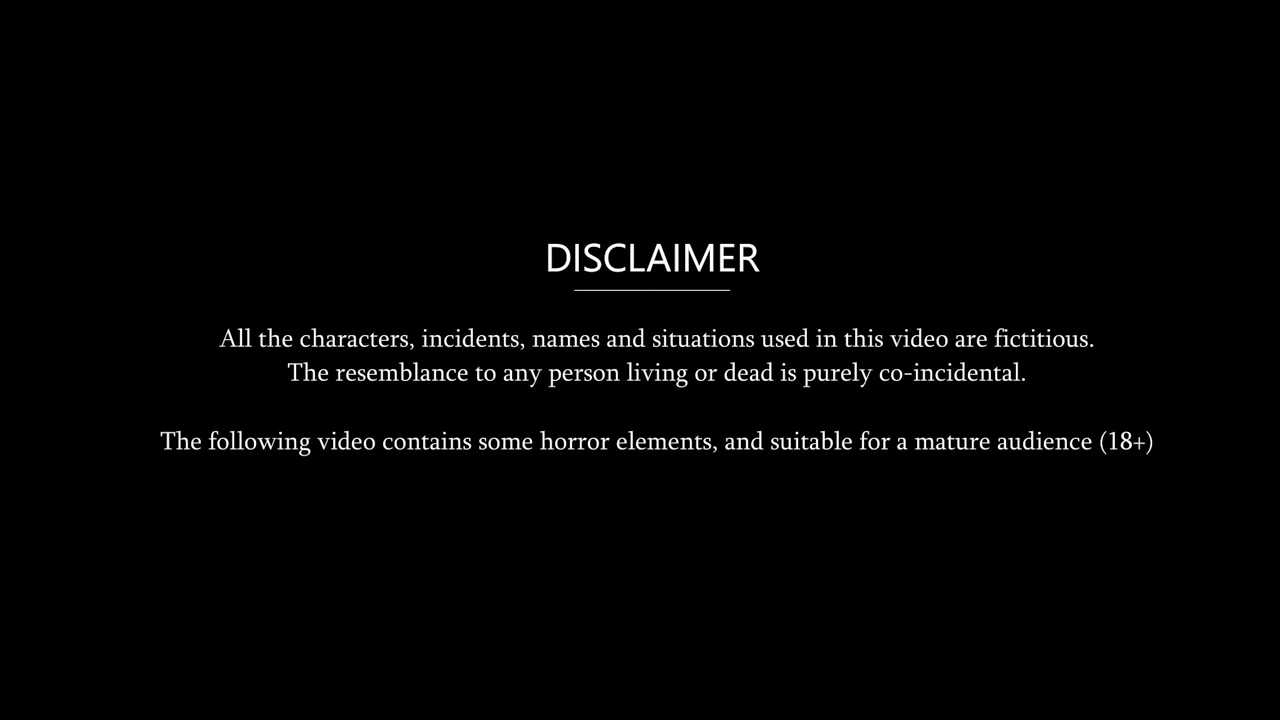 DISCLAIMER
All the characters, incidents, names and situations used in this video are fictitious.
The resemblance to any person living or dead is purely co-incidental.
The following video contains some horror elements, and suitable for a mature audience (18+)